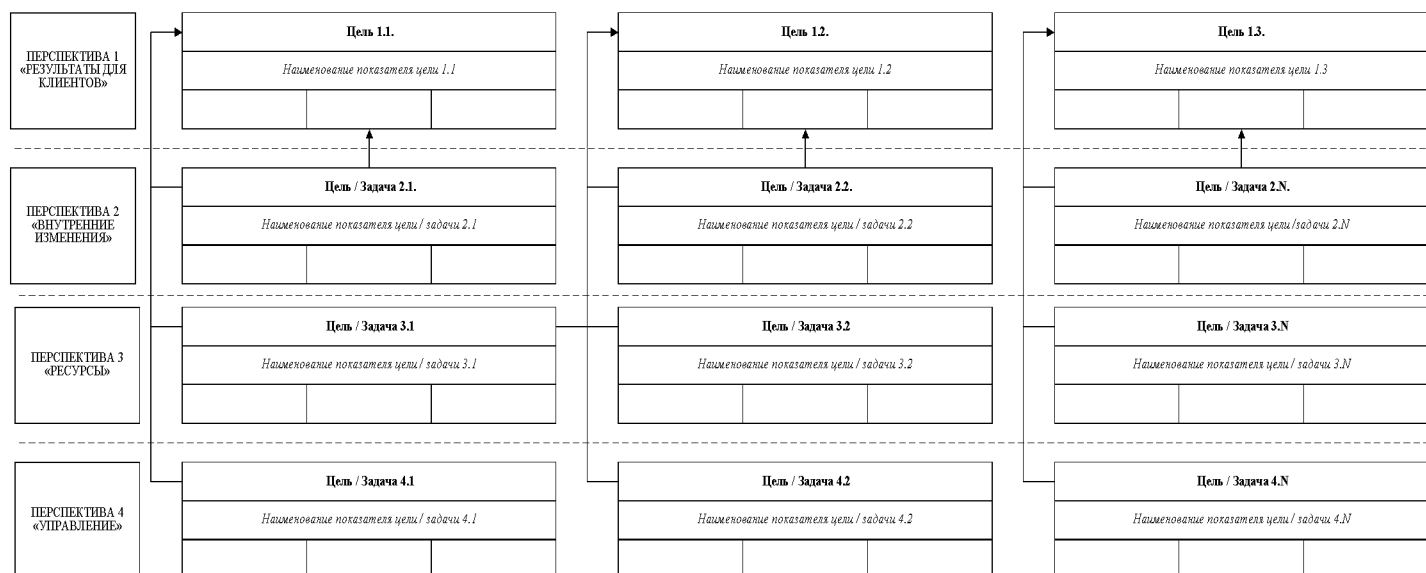 ПЕРСПЕКТИВА 1
«РЕЗУЛЬТАТЫ ДЛЯ
КЛИЕНТОВ»
Цель 1.1.
Наименование показателя цели 1.1
Цель 1.2.
Наименование показателя цели 1.2
Цель 1.3.
Наименование показателя цели 1.3
ПЕРСПЕКТИВА 2
«ВНУТРЕННИЕ
ИЗМЕНЕНИЯ»
Цель / Задача 2.1.
Наименование показателя цели / задачи 2.1
Цель / Задача 2.2.
Наименование показателя цели / задачи 2.2
Цель / Задача 2.N.
Наименование показателя цели /задачи 2.N
ПЕРСПЕКТИВА 3
«РЕСУРСЫ»
Цель / Задача 3.1
Наименование показателя цели / задачи 3.1
Цель / Задача 3.2
Наименование показателя цели / задачи 3.2
Цель / Задача 3.N
Наименование показателя цели / задачи 3.N
ПЕРСПЕКТИВА 4
«УПРАВЛЕНИЕ»
Цель / Задача 4.1
Наименование показателя цели / задачи 4.1
Цель / Задача 4.2
Наименование показателя цели / задачи 4.2
Цель / Задача 4.N
Наименование показателя цели / задачи 4.N